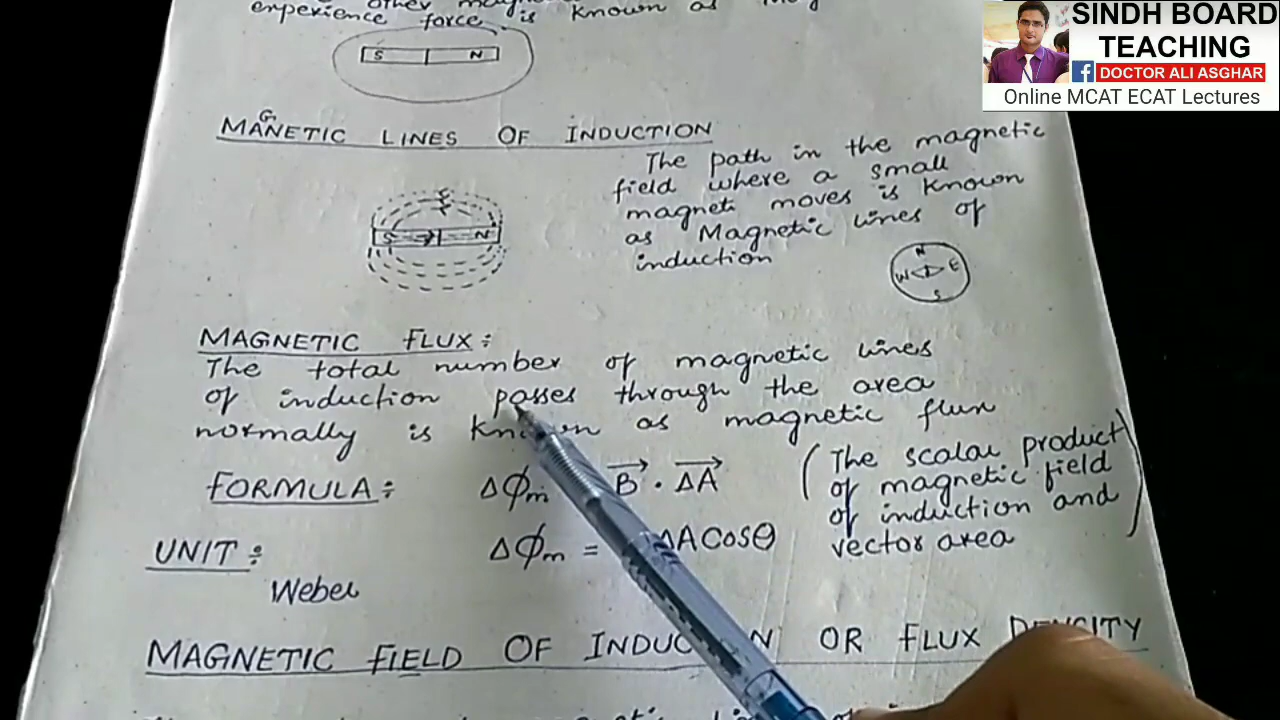 experience force is known as
S N
MAGNETIC LINES OF INDUCTION
The path in the magnetic
field where a small
magnet moves is known
as Magnetic lines of
induction
S N
N
W E
S
MAGNETIC FLUX:
The total number of magnetic lines
of induction passes through the area
normally is known as magnetic flux
FORMULA: Δϕm B . ΔA
(The scalar product
of magnetic field
of induction and
vector area)
UNIT: Δϕm = ΔACosθ
Weber
MAGNETIC FIELD OF INDUCTION OR FLUX DENSITY
SINDH BOARD
TEACHING
f DOCTOR ALI ASGHAR
Online MCAT ECAT Lectures